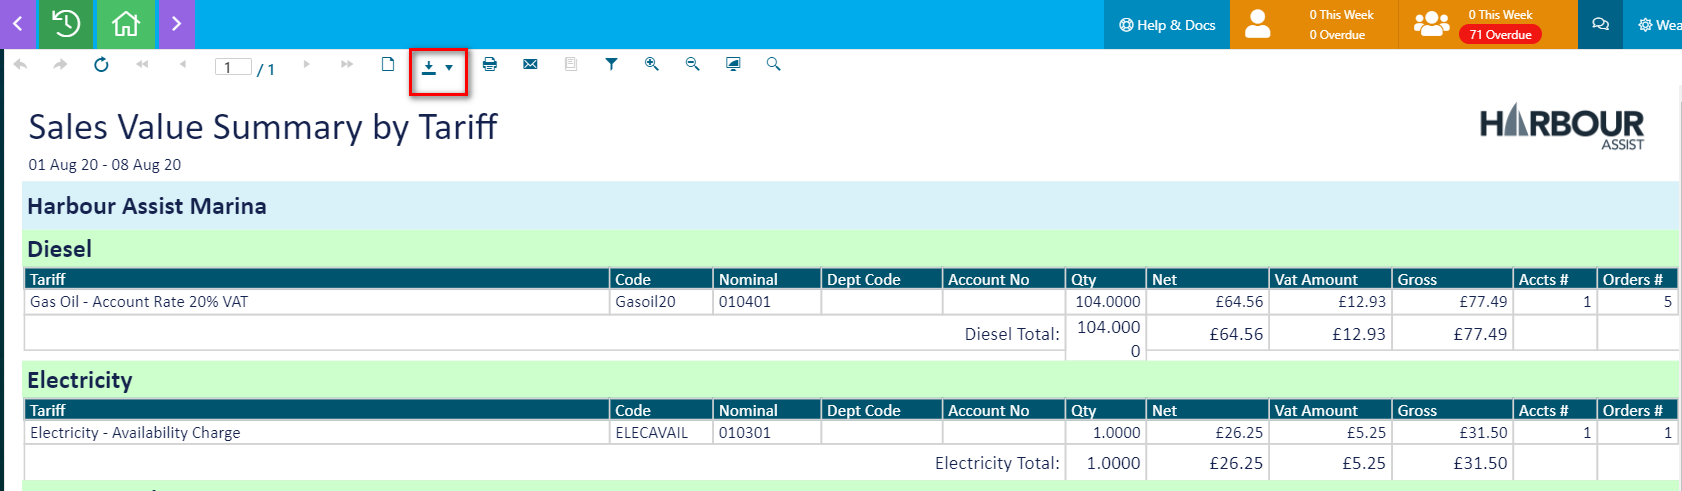 Help & Docs
0 This Week
0 Overdue
0 This Week
71 Overdue
Wea
1 / 1
Sales Value Summary by Tariff
HARBOUR
ASSIST
01 Aug 20 - 08 Aug 20
Harbour Assist Marina
Diesel
Tariff Code Nominal Dept Code Account No Qty Net Vat Amount Gross Accts # Orders #
Gas Oil - Account Rate 20% VAT Gasoil20 010401 104.0000 £64.56 £12.93 £77.49 1 5
Diesel Total: 104.000 £64.56 £12.93 £77.49
0
Electricity
Tariff Code Nominal Dept Code Account No Qty Net Vat Amount Gross Accts # Orders #
Electricity - Availability Charge ELECAVAIL 010301 1.0000 £26.25 £5.25 £31.50 1 1
Electricity Total: 1.0000 £26.25 £5.25 £31.50